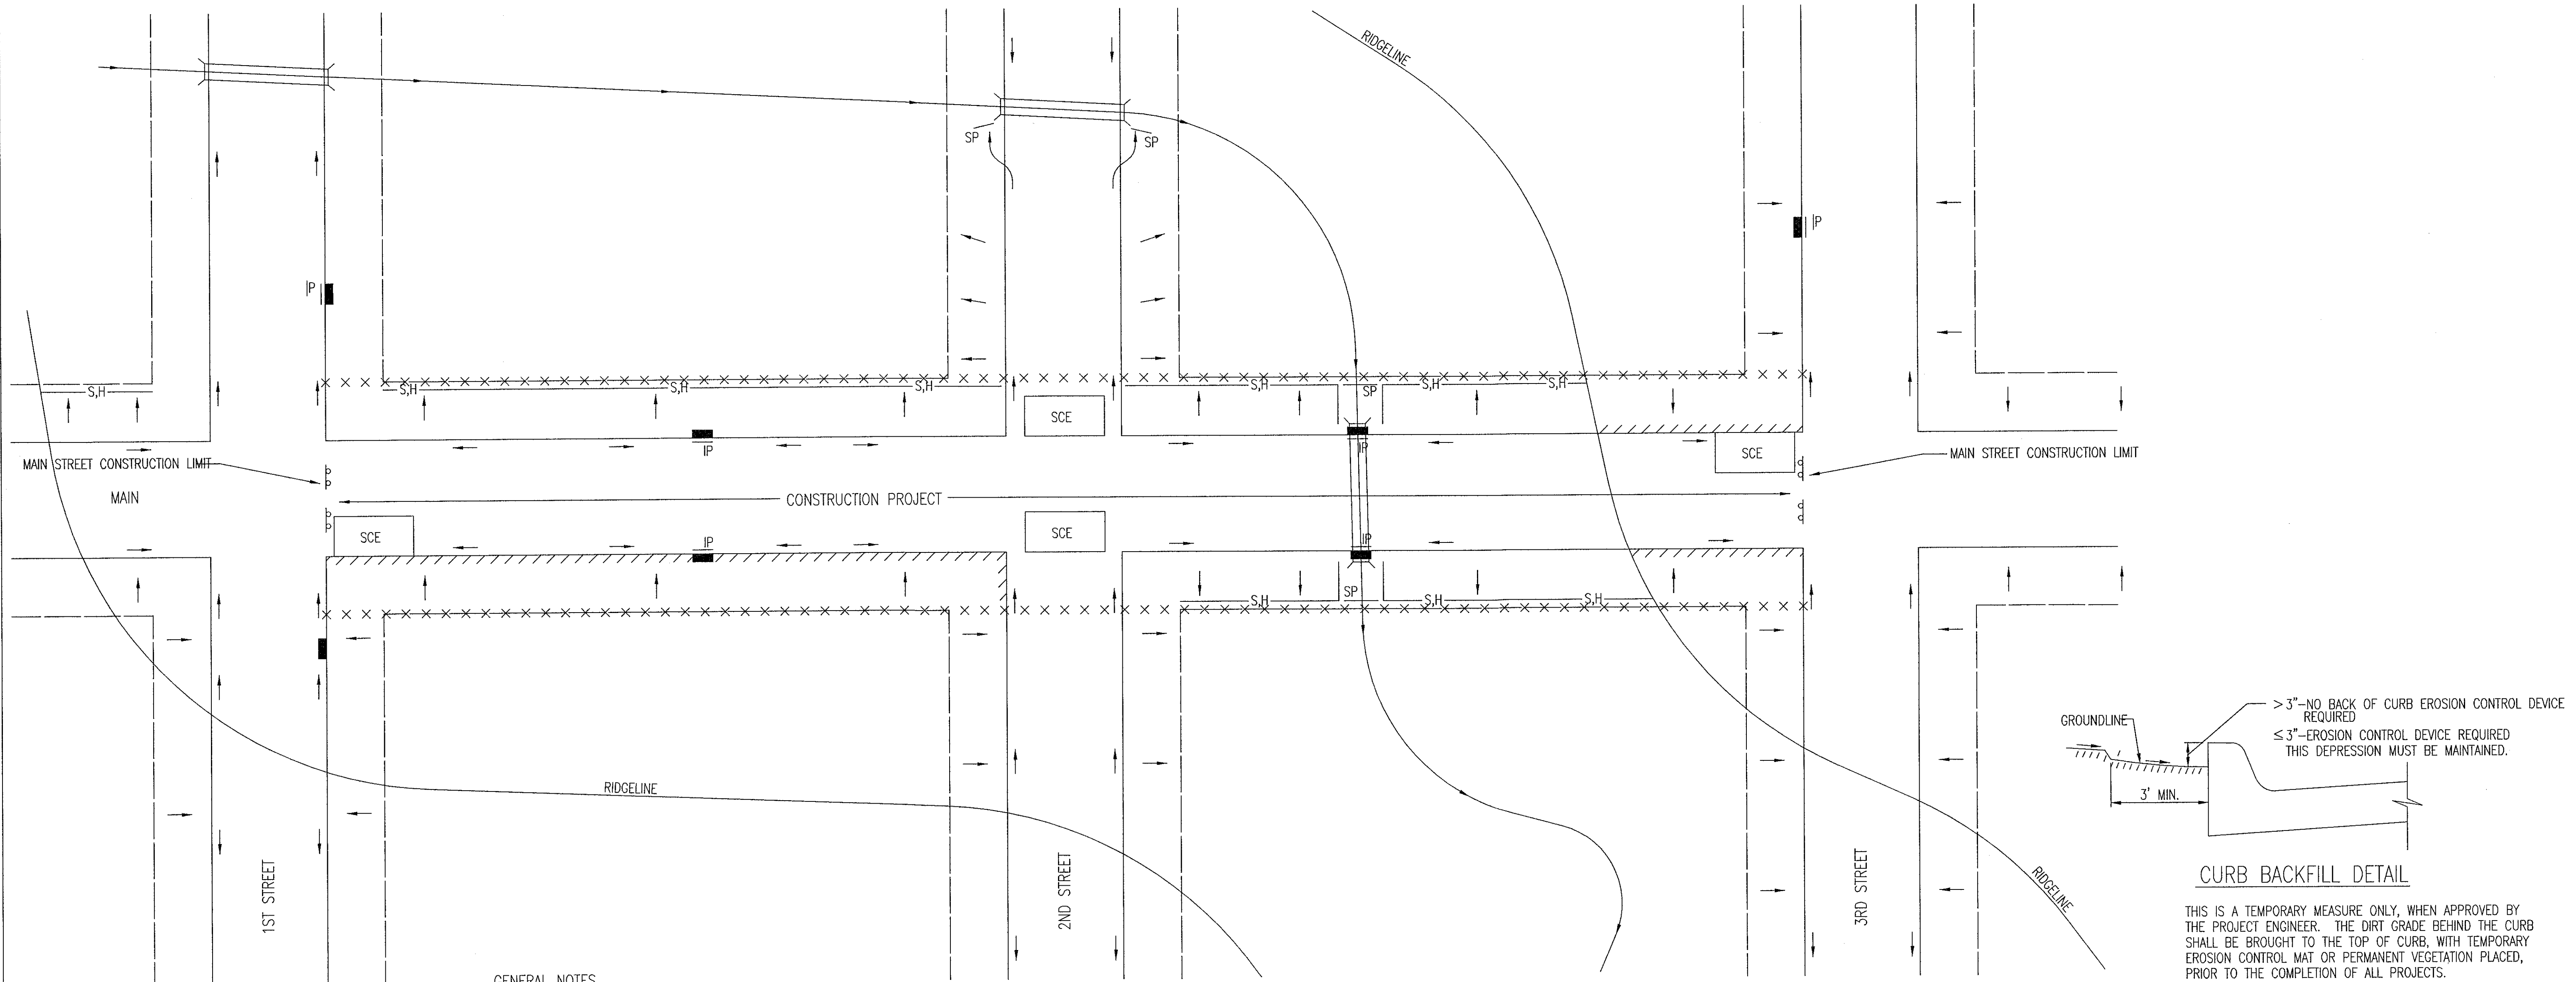 RIDGELINE
SP
SP
IP
IP
S,H
S,H
S,H
S,H
S,H
S,H
S,H
SP
SCE
IP
IP
SCE
MAIN STREET CONSTRUCTION LIMIT
MAIN STREET CONSTRUCTION LIMIT
MAIN
CONSTRUCTION PROJECT
SCE
SCE
IP
IP
SP
S,H
S,H
S,H
RIDGELINE
1ST STREET
2ND STREET
3RD STREET
RIDGELINE
GROUNDLINE
>3"-NO BACK OF CURB EROSION CONTROL DEVICE
REQUIRED
≤3"-EROSION CONTROL DEVICE REQUIRED
THIS DEPRESSION MUST BE MAINTAINED.
3' MIN.
CURB BACKFILL DETAIL
THIS IS A TEMPORARY MEASURE ONLY, WHEN APPROVED BY
THE PROJECT ENGINEER. THE DIRT GRADE BEHIND THE CURB
SHALL BE BROUGHT TO THE TOP OF CURB, WITH TEMPORARY
EROSION CONTROL MAT OR PERMANENT VEGETATION PLACED,
PRIOR TO THE COMPLETION OF ALL PROJECTS.
GENERAL NOTES